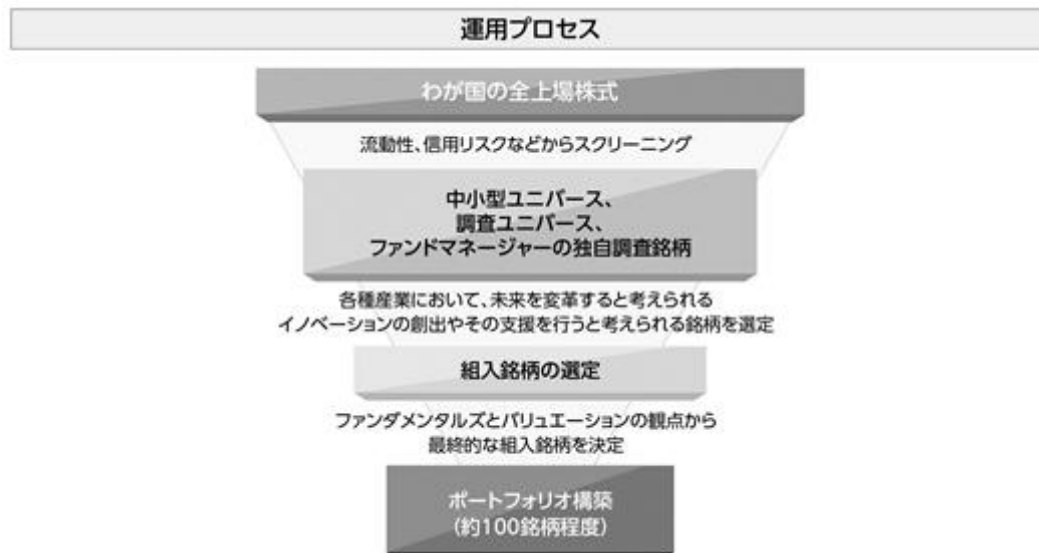 運用プロセス
わが国の全上場株式
流動性、信用リスクなどからスクリーニング
中小型ユニバース、
調査ユニバース、
ファンドマネージャーの独自調査銘柄
各種産業において、未来を変革すると考えられる
イノベーションの創出やその支援を行うと考えられる銘柄を選定
組入銘柄の選定
ファンダメンタルズとバリュエーションの観点から
最終的な組入銘柄を決定
ポートフォリオ構築
(約100銘柄程度)